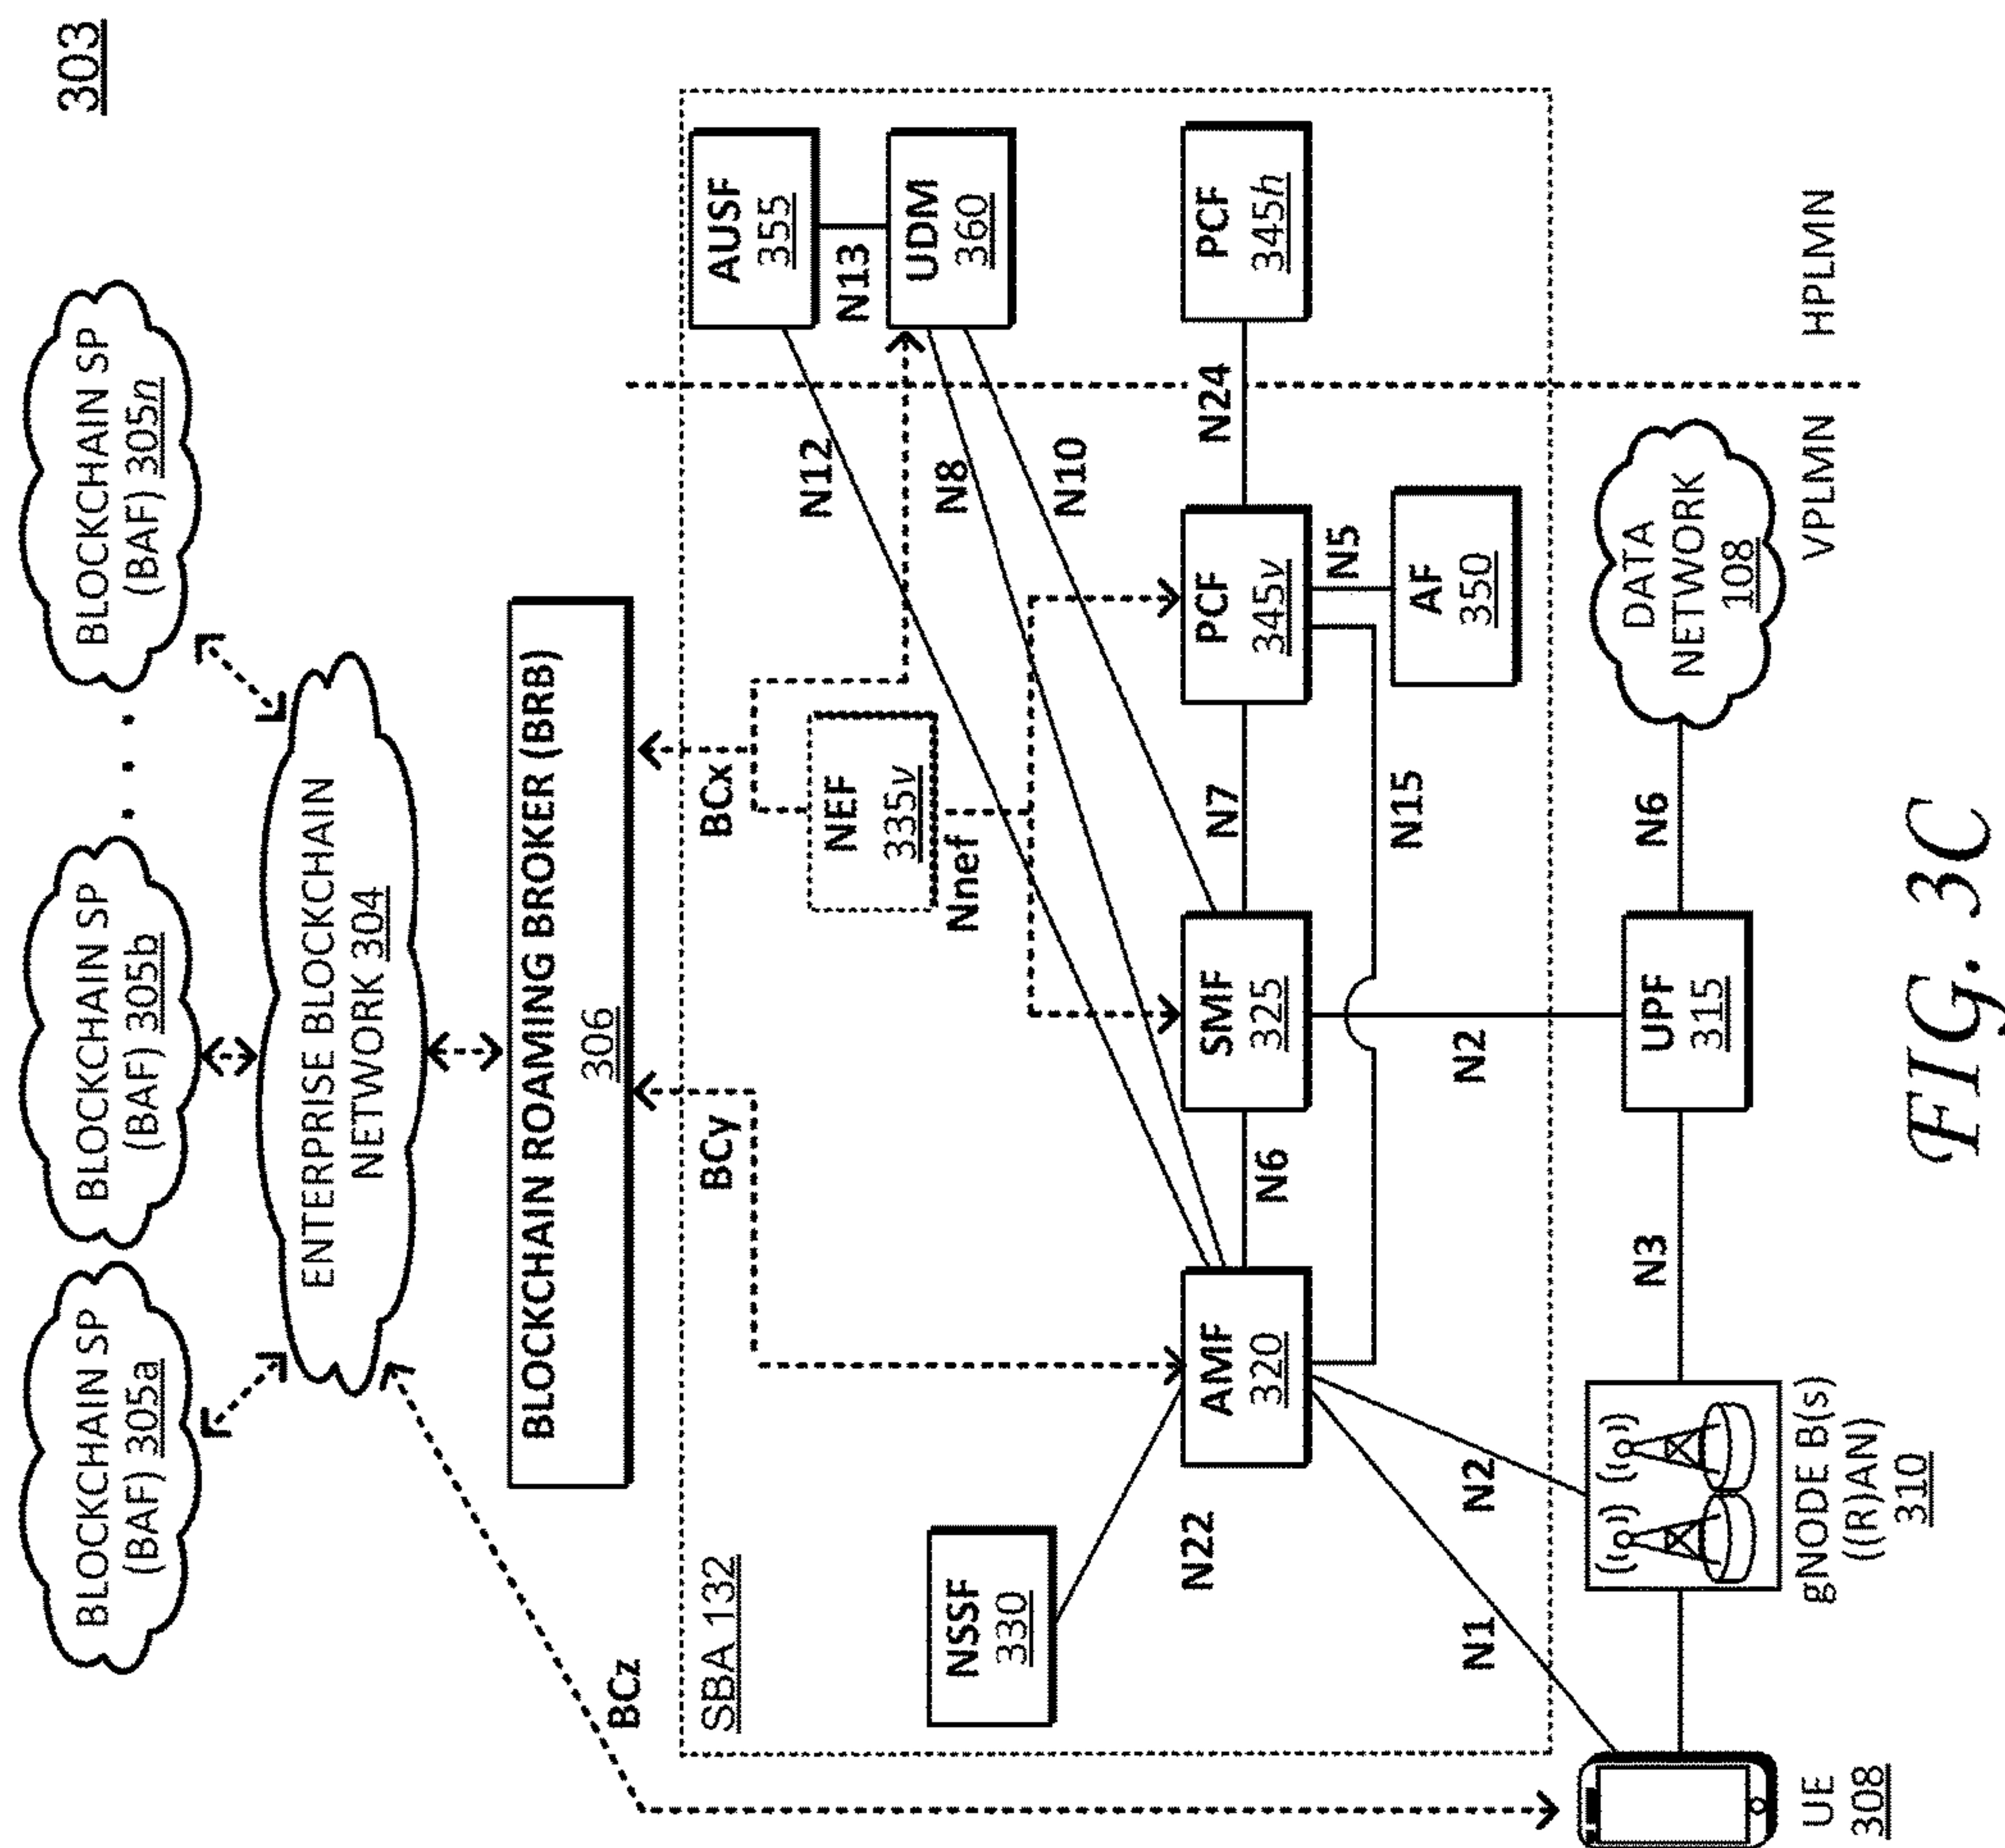 303
BLOCKCHAIN SP
(BAF) 305a
BLOCKCHAIN SP
(BAF) 305b
. . .
BLOCKCHAIN SP
(BAF) 305n
ENTERPRISE BLOCKCHAIN
NETWORK 304
BLOCKCHAIN ROAMING BROKER (BRB)
306
BCz
BCy
BCx
SBA 132
NEF
335v
Nnef
AUSF
355
N13
UDM
360
N12
N8
N10
NSSF
330
N22
AMF
320
N6
SMF
325
N7
PCF
345v
N24
PCF
345h
N15
N5
AF
350
N1
N2
N2
UE
308
gNODE B(s)
((R)AN)
310
N3
UPF
315
N6
DATA
NETWORK
108
VPLMN
HPLMN
FIG. 3C